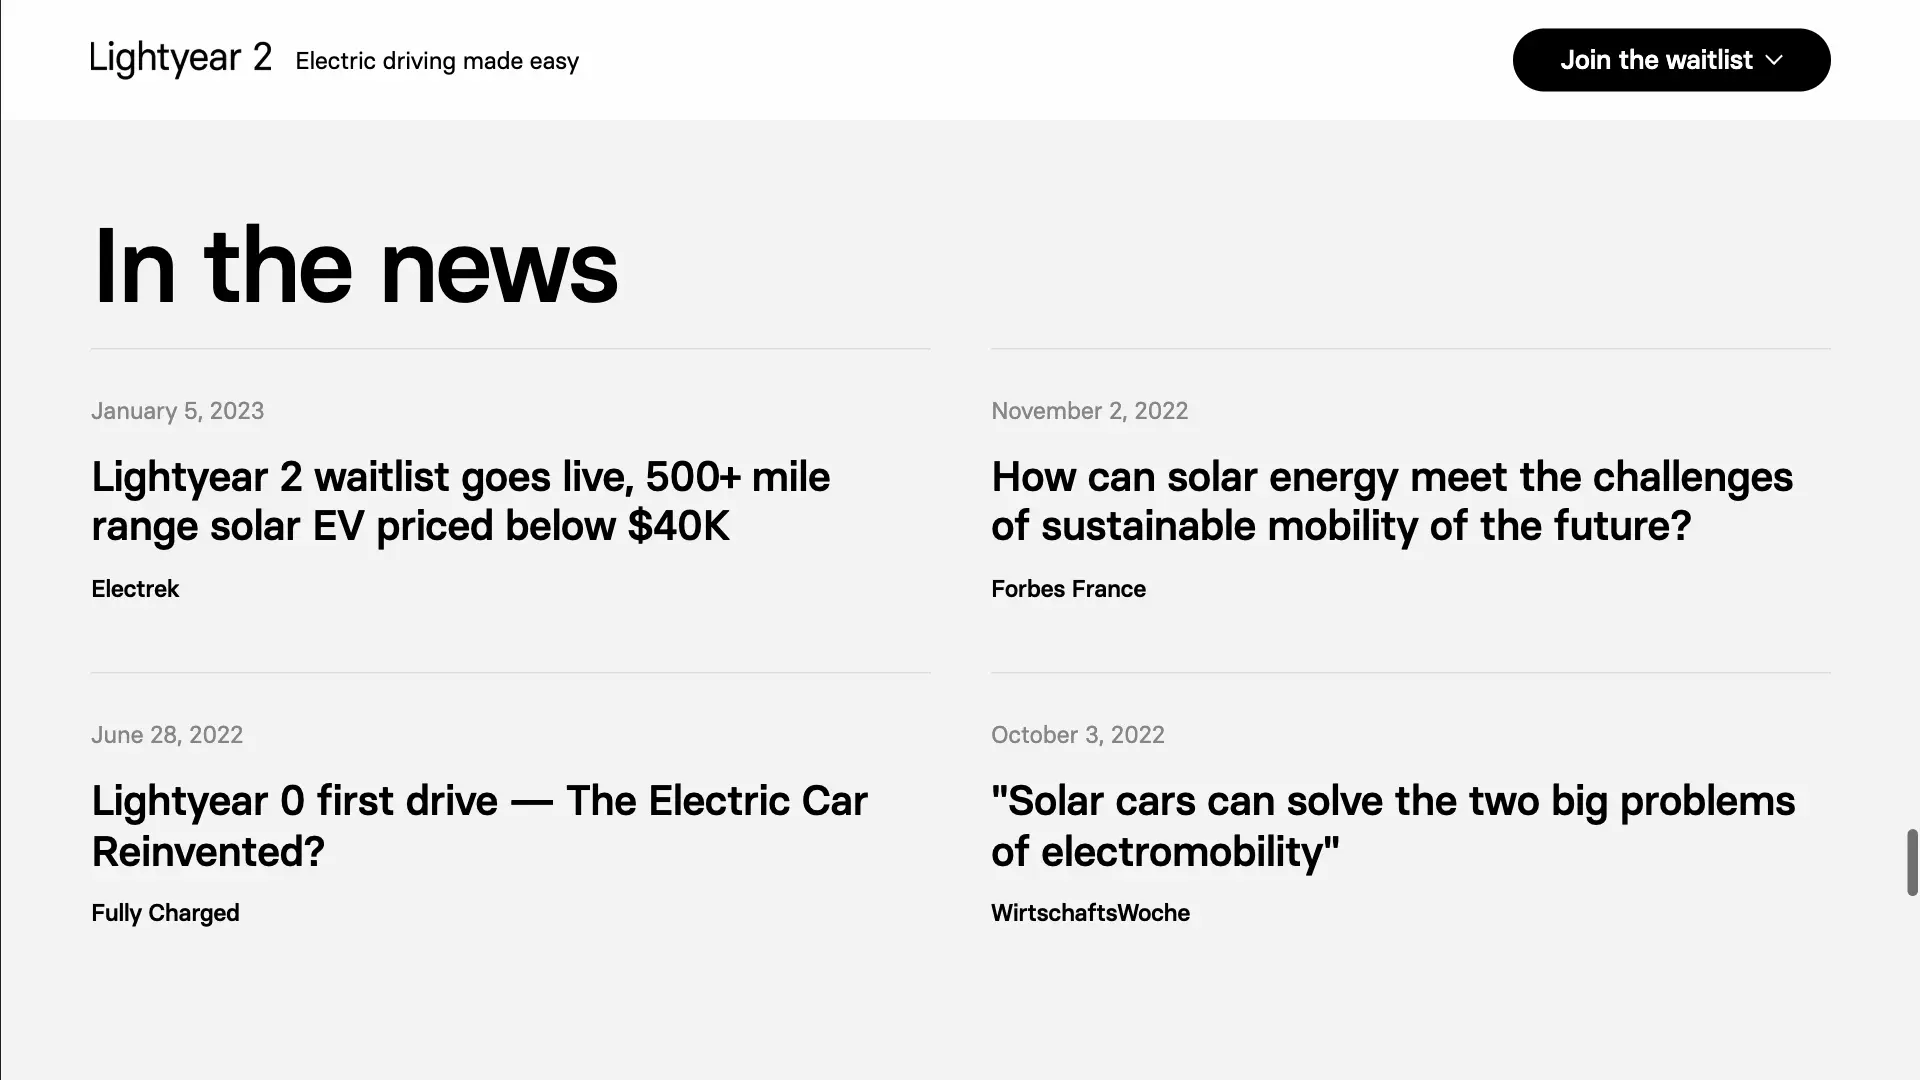 Lightyear 2 Electric driving made easy
Join the waitlist
In the news
January 5, 2023
Lightyear 2 waitlist goes live, 500+ mile
range solar EV priced below $40K
Electrek
November 2, 2022
How can solar energy meet the challenges
of sustainable mobility of the future?
Forbes France
June 28, 2022
Lightyear 0 first drive — The Electric Car
Reinvented?
Fully Charged
October 3, 2022
"Solar cars can solve the two big problems
of electromobility"
WirtschaftsWoche